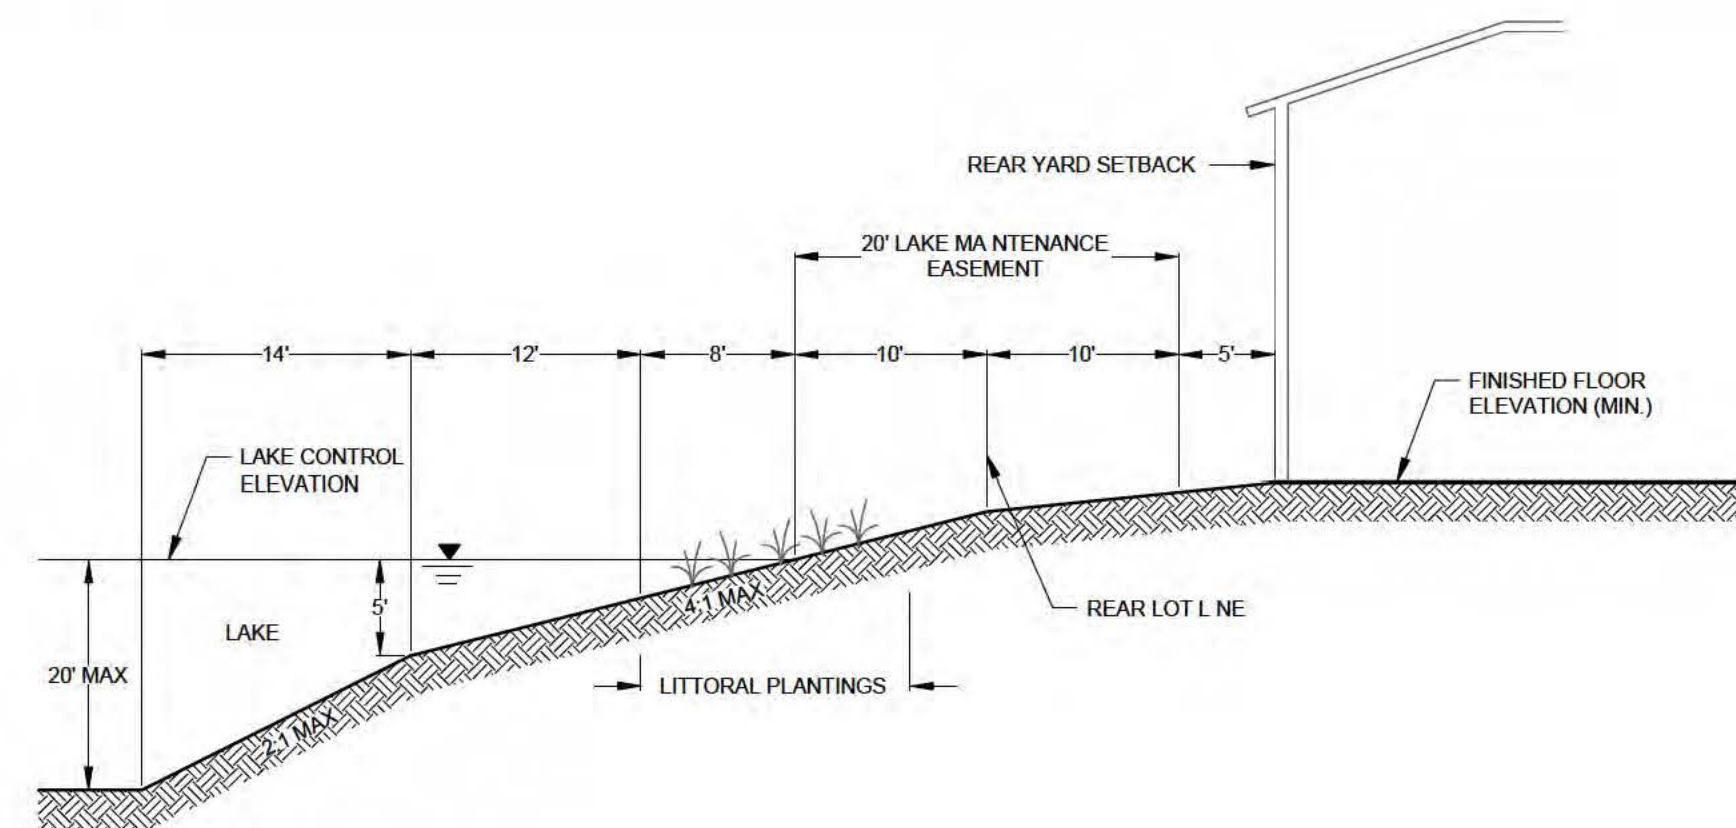 REAR YARD SETBACK
20' LAKE MA NTENANCE
EASEMENT
14'
12'
8'
10'
10'
5'
FINISHED FLOOR
ELEVATION (MIN.)
LAKE CONTROL
ELEVATION
5'
LAKE
4:1 MAX
REAR LOT L NE
20' MAX
LITTORAL PLANTINGS
2:1 MAX